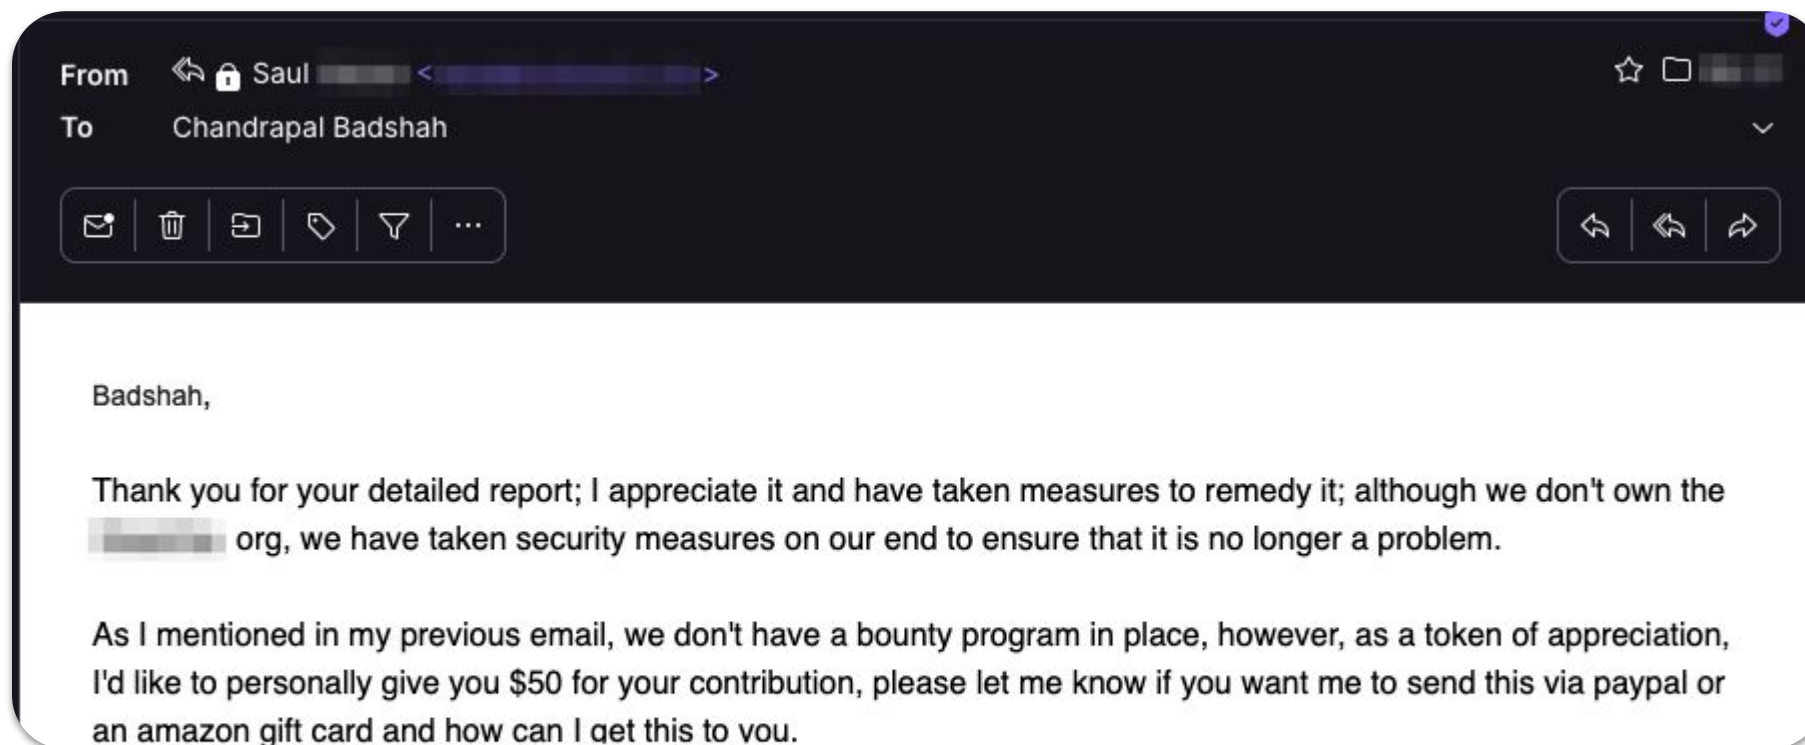 From Saul < >
To Chandrapal Badshah
Badshah,
Thank you for your detailed report; I appreciate it and have taken measures to remedy it; although we don't own the
org, we have taken security measures on our end to ensure that it is no longer a problem.
As I mentioned in my previous email, we don't have a bounty program in place, however, as a token of appreciation,
I'd like to personally give you $50 for your contribution, please let me know if you want me to send this via paypal or
an amazon gift card and how can I get this to you.